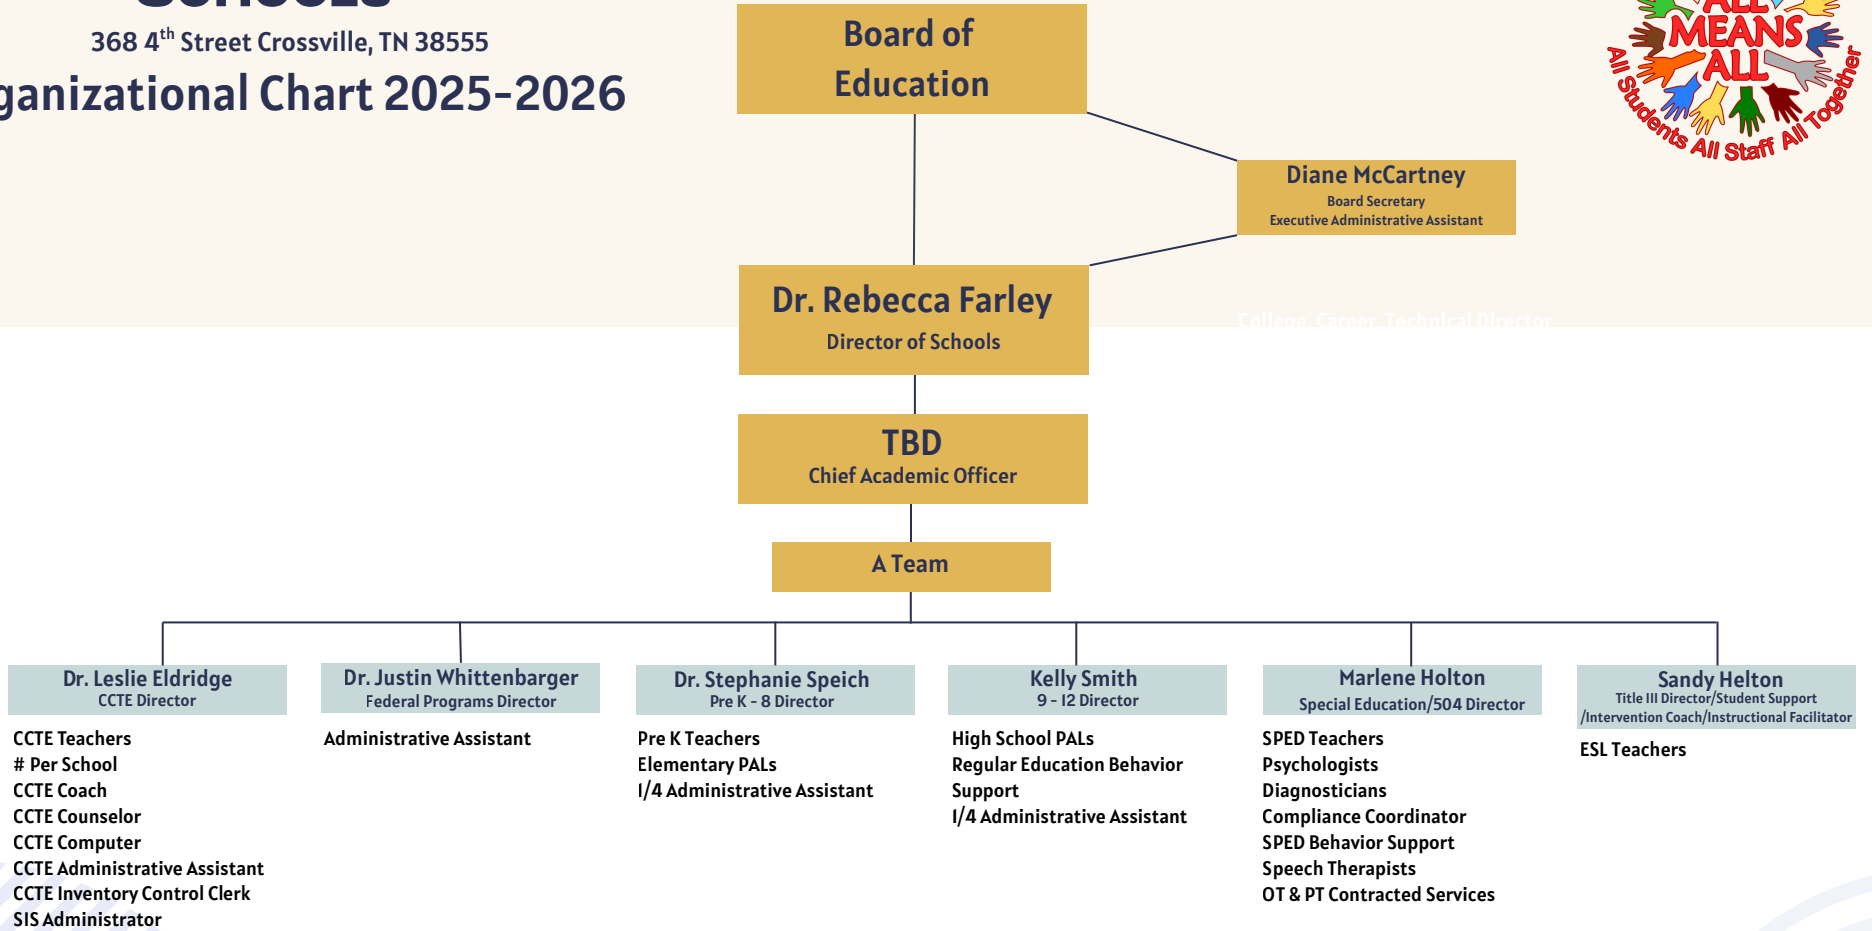 368 4th Street Crossville, TN 38555
ganizational Chart 2025-2026
ALL
MEANS
ALL
All Students All Staff All Together
Board of
Education
Diane McCartney
Board Secretary
Executive Administrative Assistant
Dr. Rebecca Farley
Director of Schools
College, Career, Technical Director
TBD
Chief Academic Officer
A Team
Dr. Leslie Eldridge
CCTE Director
CCTE Teachers
# Per School
CCTE Coach
CCTE Counselor
CCTE Computer
CCTE Administrative Assistant
CCTE Inventory Control Clerk
SIS Administrator
Dr. Justin Whittenbarger
Federal Programs Director
Administrative Assistant
Dr. Stephanie Speich
Pre K - 8 Director
Pre K Teachers
Elementary PALs
1/4 Administrative Assistant
Kelly Smith
9 - 12 Director
High School PALs
Regular Education Behavior
Support
1/4 Administrative Assistant
Marlene Holton
Special Education/504 Director
SPED Teachers
Psychologists
Diagnosticians
Compliance Coordinator
SPED Behavior Support
Speech Therapists
OT & PT Contracted Services
Sandy Helton
Title III Director/Student Support
/Intervention Coach/Instructional Facilitator
ESL Teachers